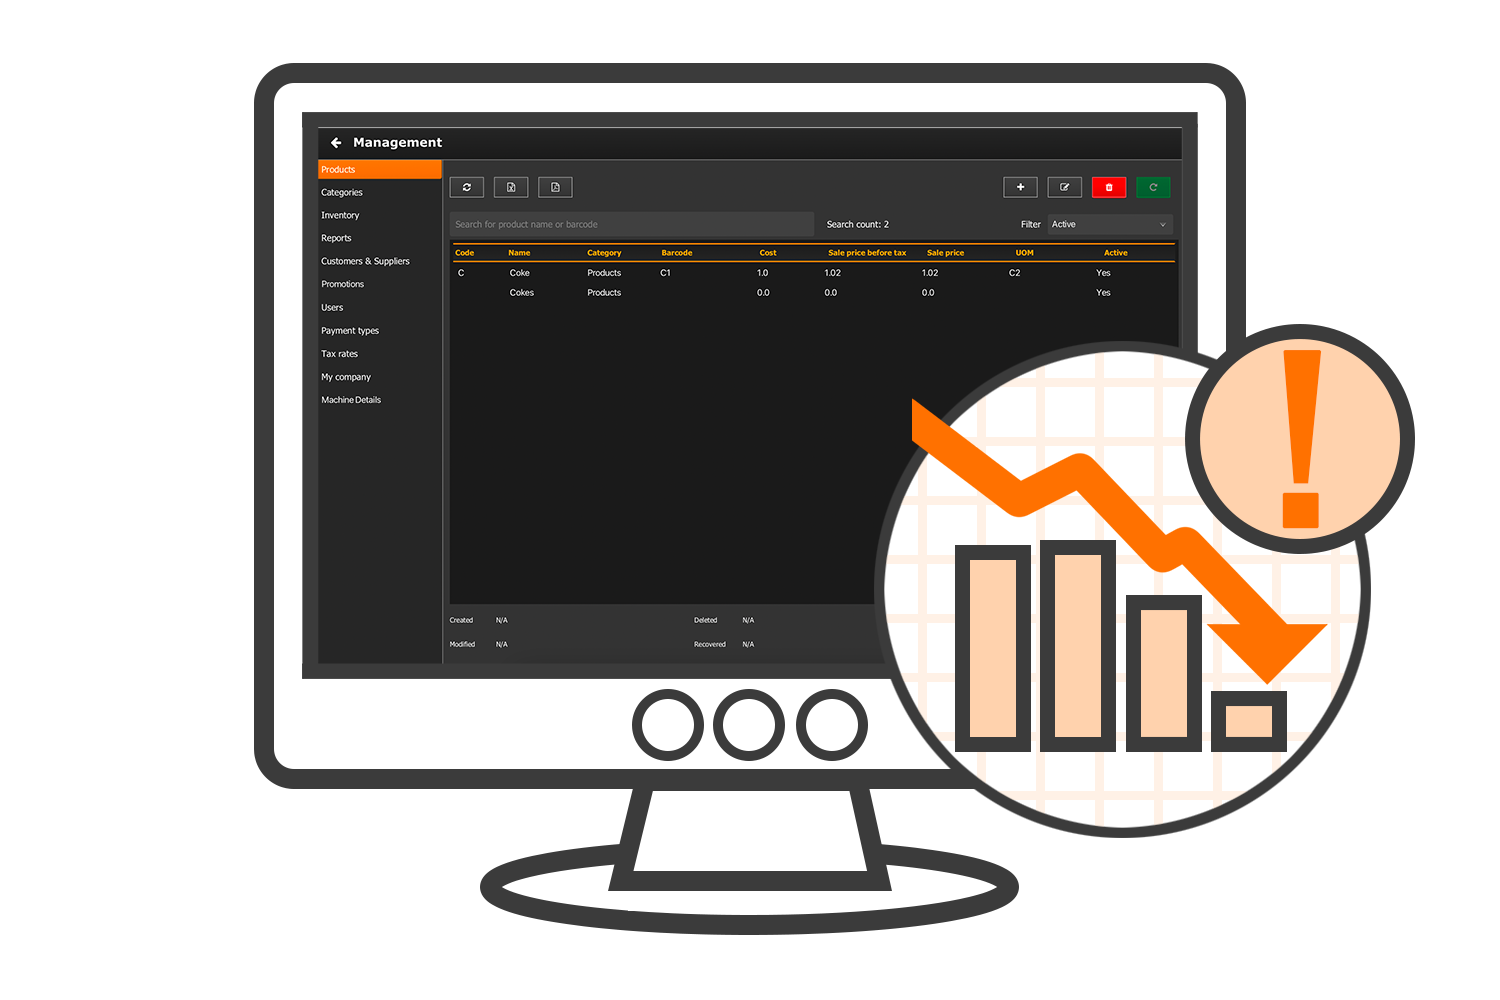 Management
Products
Categories
Inventory
Reports
Customers & Suppliers
Promotions
Users
Payment types
Tax rates
My company
Machine Details
Search for product name or barcode
Search count: 2
Filter Active
Code Name Category Barcode Cost Sale price before tax Sale price UOM Active
C Coke Products C1 1.0 1.02 1.02 C2 Yes
Cokes Products 0.0 0.0 0.0 Yes
Created N/A Deleted N/A
Modified N/A Recovered N/A
!